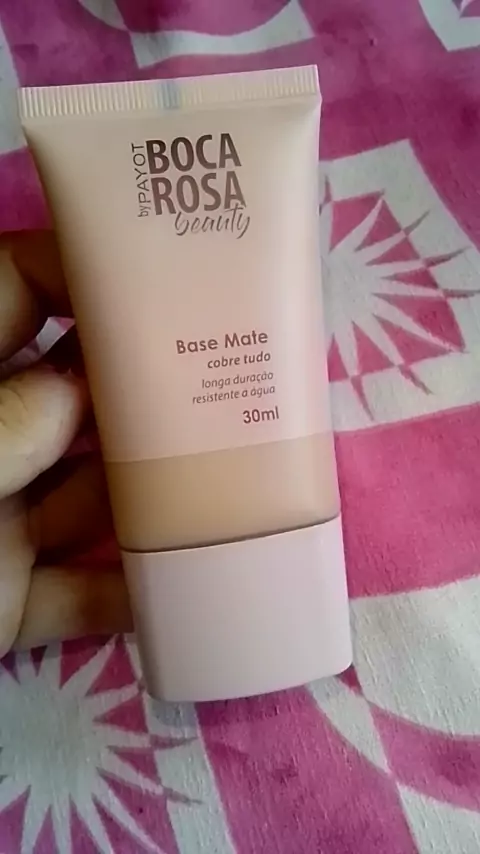 by PAYOT
BOCA
ROSA
beauty
Base Mate
cobre tudo
longa duração
resistente a água
30ml